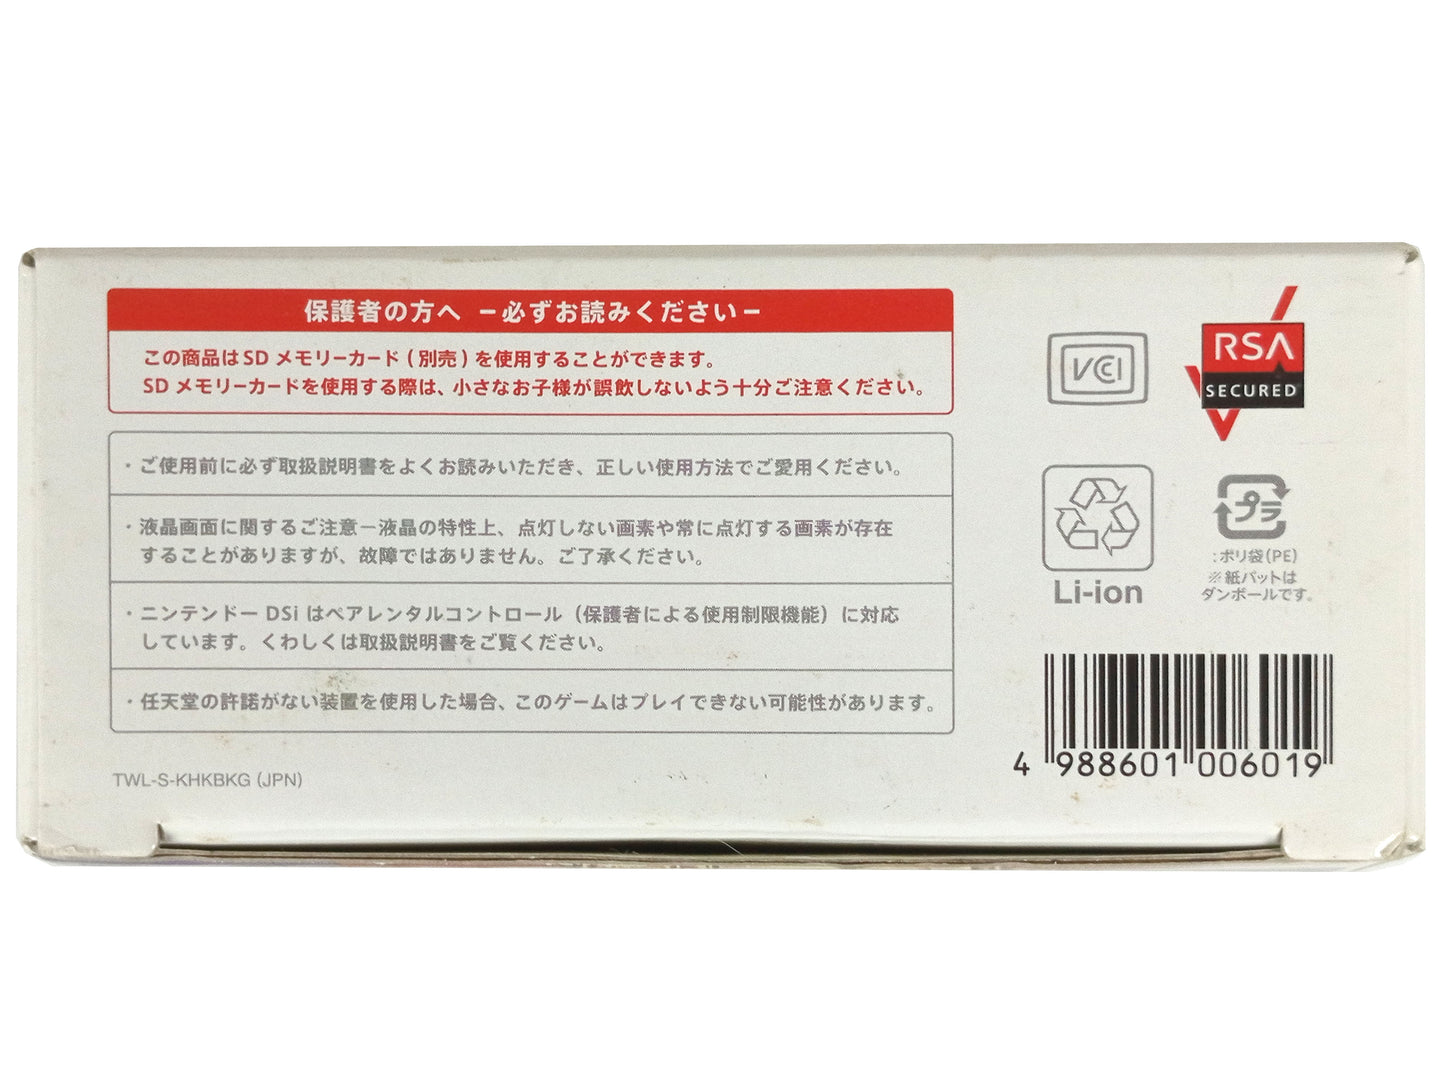 保護者の方へ －必ずお読みください－
この商品はSDメモリーカード(別売)を使用することができます。
SDメモリーカードを使用する際は、小さなお子様が誤飲しないよう十分ご注意ください。
・ご使用前に必ず取扱説明書をよくお読みいただき、正しい使用方法でご愛用ください。
・液晶画面に関するご注意－液晶の特性上、点灯しない画素や常に点灯する画素が存在
することがありますが、故障ではありません。ご了承ください。
・ニンテンドーDSiはペアレンタルコントロール（保護者による使用制限機能）に対応
しています。くわしくは取扱説明書をご覧ください。
・任天堂の許諾がない装置を使用した場合、このゲームはプレイできない可能性があります。
TWL-S-KHKBKG (JPN)
VCCI
RSA
SECURED
Li-ion
プラ
:ポリ袋(PE)
※紙パットは
ダンボールです。
4 988601 006019